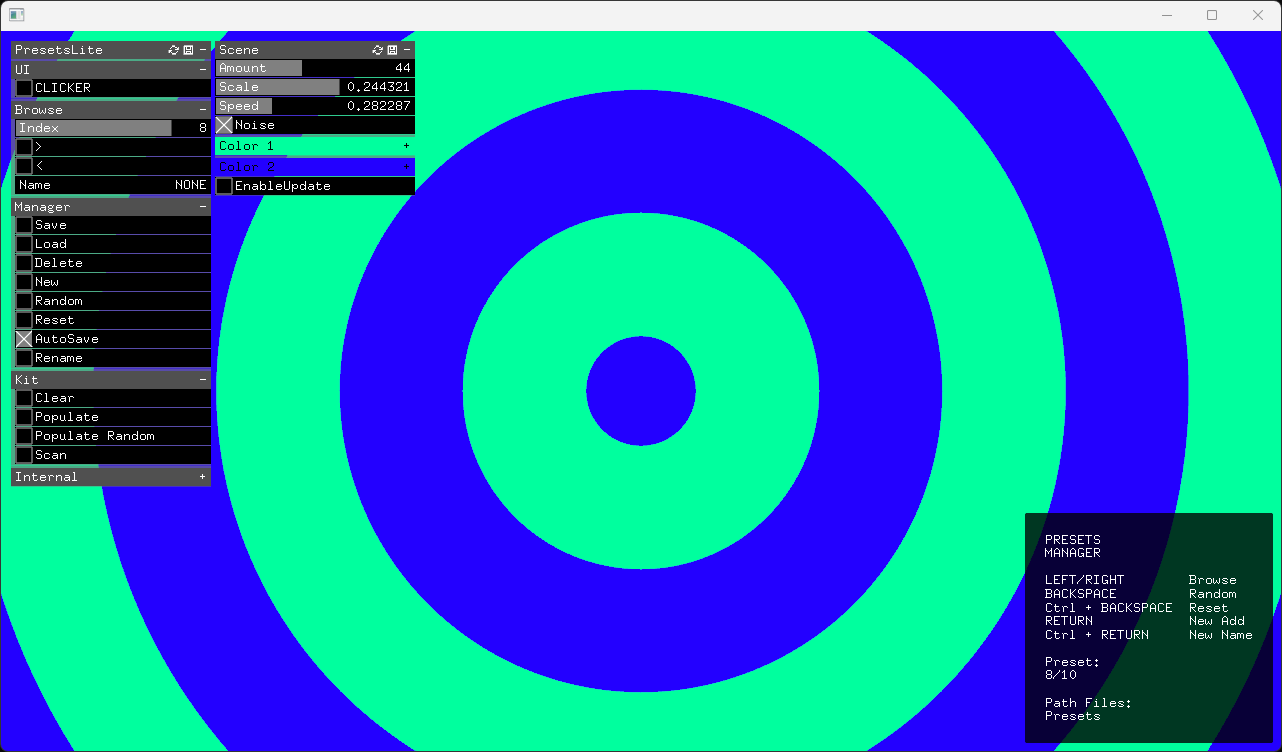 PresetsLite
UI
CLICKER
Browse
Index 8
>
<
Name NONE
Manager
Save
Load
Delete
New
Random
Reset
AutoSave
Rename
Kit
Clear
Populate
Populate Random
Scan
Internal +
Scene
Amount 44
Scale 0.244321
Speed 0.282287
Noise
Color 1 +
Color 2 +
EnableUpdate
PRESETS
MANAGER
LEFT/RIGHT Browse
BACKSPACE Random
Ctrl + BACKSPACE Reset
RETURN New Add
Ctrl + RETURN New Name
Preset:
8/10
Path Files:
Presets